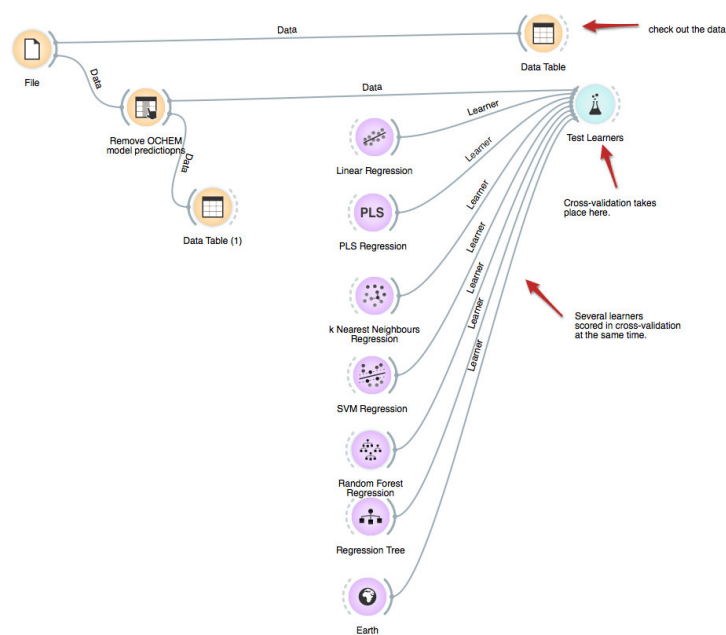 Data
check out the data
File
Data Table
Data
Data
Remove OCHEM
model predictiopns
Test Learners
Learner
Linear Regression
Data
Learner
Cross-validation takes
place here.
PLS
Learner
Data Table (1)
PLS Regression
Learner
Learner
k Nearest Neighbours
Regression
Learner
Several learners
scored in cross-validation
at the same time.
Learner
SVM Regression
Random Forest
Regression
Regression Tree
Earth